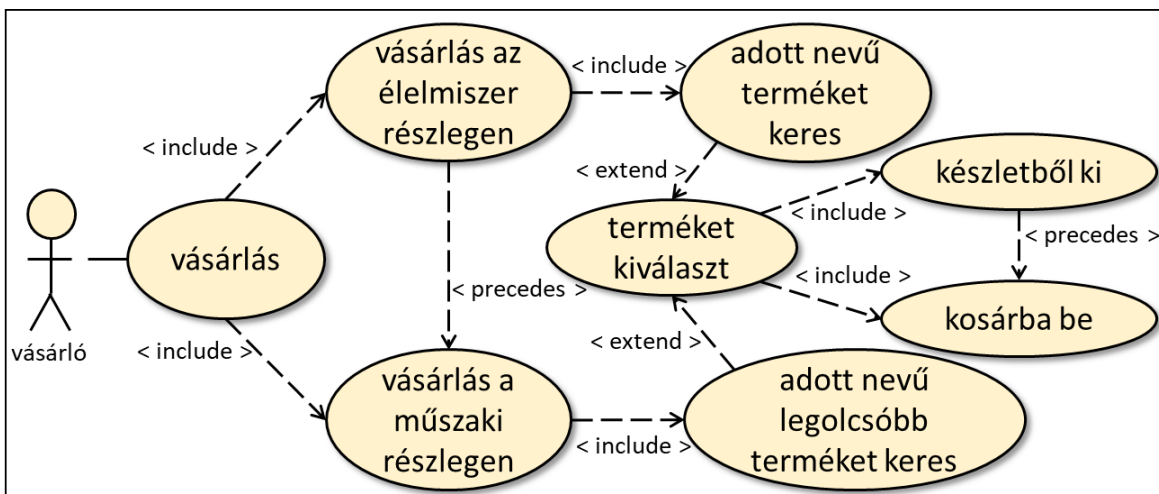 vásárlás az
élelmiszer
részlegen
< include >
adott nevű
terméket
keres
< include >
< extend >
készletből ki
< include >
terméket
kiválaszt
< precedes >
vásárlás
< include >
< precedes >
kosárba be
vásárló
< include >
< extend >
vásárlás a
műszaki
részlegen
< include >
adott nevű
legolcsóbb
terméket keres